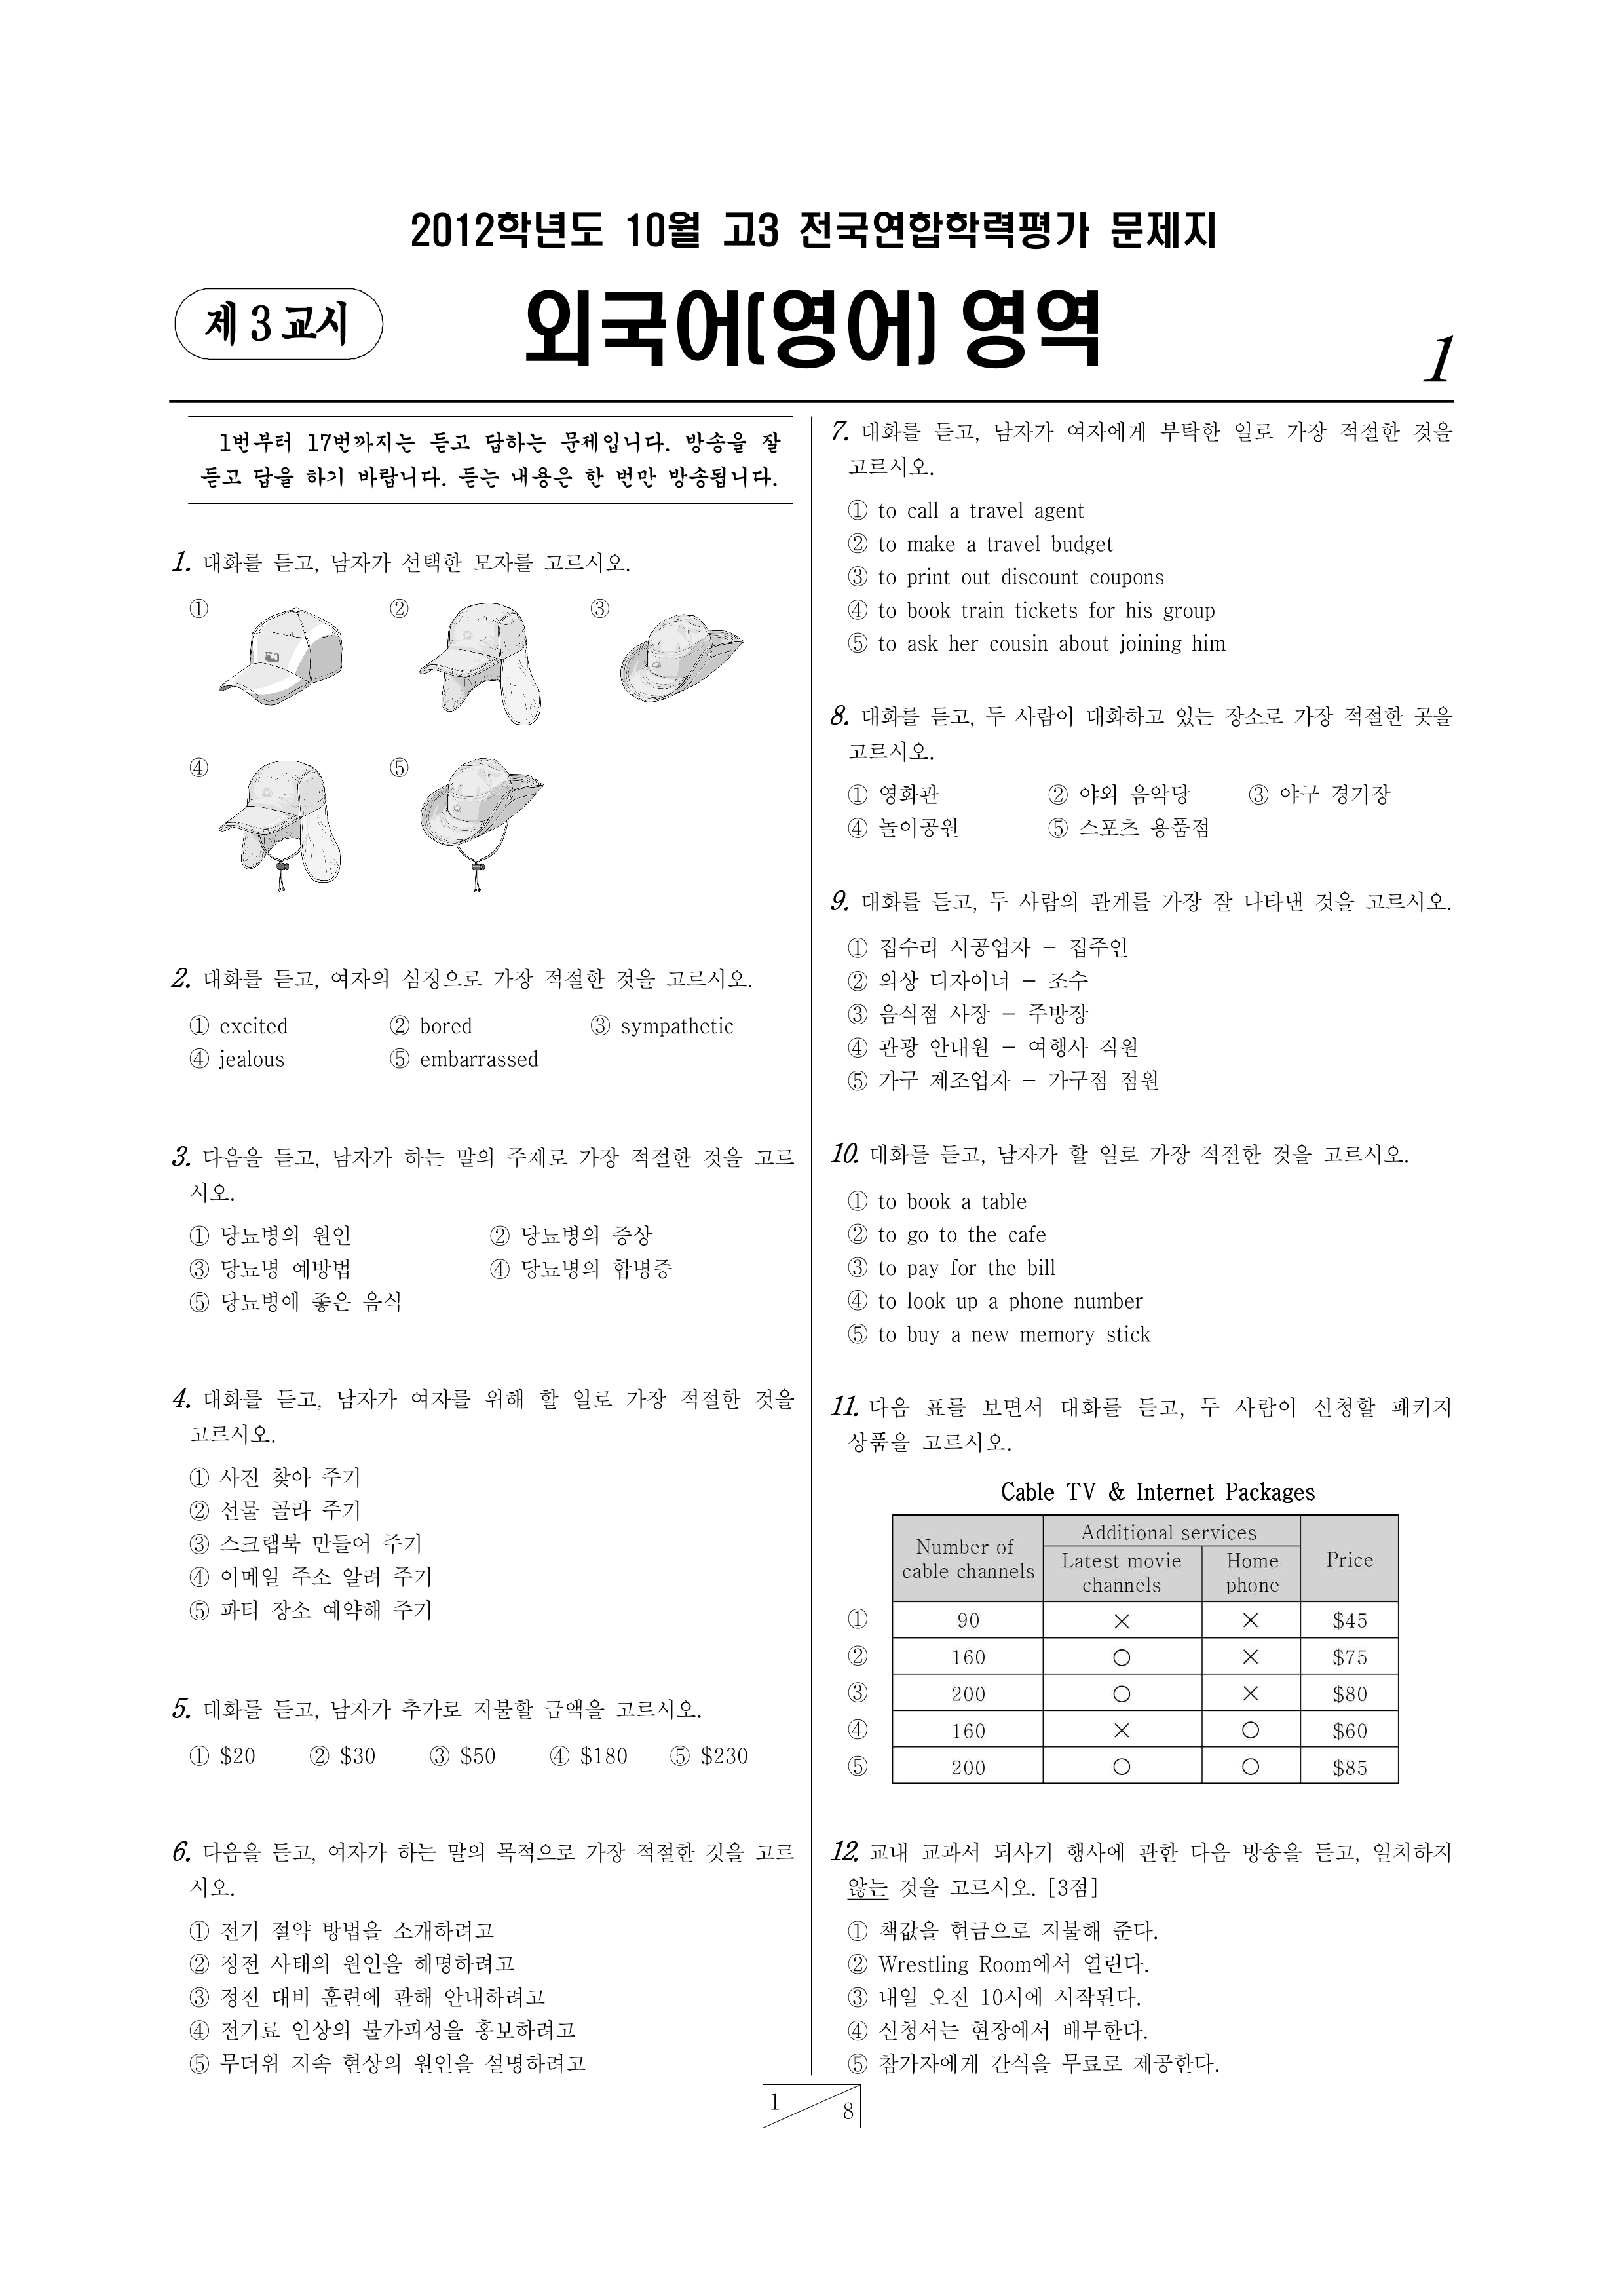 2012학년도 10월 고3 전국연합학력평가 문제지
제 3 교시
외국어(영어) 영역
1
1번부터 17번까지는 듣고 답하는 문제입니다. 방송을 잘
듣고 답을 하기 바랍니다. 듣는 내용은 한 번만 방송됩니다.
1. 대화를 듣고, 남자가 선택한 모자를 고르시오.
① ② ③
④ ⑤
2. 대화를 듣고, 여자의 심정으로 가장 적절한 것을 고르시오.
① excited ② bored ③ sympathetic
④ jealous ⑤ embarrassed
3. 다음을 듣고, 남자가 하는 말의 주제로 가장 적절한 것을 고르
시오.
① 당뇨병의 원인 ② 당뇨병의 증상
③ 당뇨병 예방법 ④ 당뇨병의 합병증
⑤ 당뇨병에 좋은 음식
4. 대화를 듣고, 남자가 여자를 위해 할 일로 가장 적절한 것을
고르시오.
① 사진 찾아 주기
② 선물 골라 주기
③ 스크랩북 만들어 주기
④ 이메일 주소 알려 주기
⑤ 파티 장소 예약해 주기
5. 대화를 듣고, 남자가 추가로 지불할 금액을 고르시오.
① $20 ② $30 ③ $50 ④ $180 ⑤ $230
6. 다음을 듣고, 여자가 하는 말의 목적으로 가장 적절한 것을 고르
시오.
① 전기 절약 방법을 소개하려고
② 정전 사태의 원인을 해명하려고
③ 정전 대비 훈련에 관해 안내하려고
④ 전기료 인상의 불가피성을 홍보하려고
⑤ 무더위 지속 현상의 원인을 설명하려고
7. 대화를 듣고, 남자가 여자에게 부탁한 일로 가장 적절한 것을
고르시오.
① to call a travel agent
② to make a travel budget
③ to print out discount coupons
④ to book train tickets for his group
⑤ to ask her cousin about joining him
8. 대화를 듣고, 두 사람이 대화하고 있는 장소로 가장 적절한 곳을
고르시오.
① 영화관 ② 야외 음악당 ③ 야구 경기장
④ 놀이공원 ⑤ 스포츠 용품점
9. 대화를 듣고, 두 사람의 관계를 가장 잘 나타낸 것을 고르시오.
① 집수리 시공업자 - 집주인
② 의상 디자이너 - 조수
③ 음식점 사장 - 주방장
④ 관광 안내원 - 여행사 직원
⑤ 가구 제조업자 - 가구점 점원
10. 대화를 듣고, 남자가 할 일로 가장 적절한 것을 고르시오.
① to book a table
② to go to the cafe
③ to pay for the bill
④ to look up a phone number
⑤ to buy a new memory stick
11. 다음 표를 보면서 대화를 듣고, 두 사람이 신청할 패키지
상품을 고르시오.
Cable TV & Internet Packages
Number of cable channels Additional services Price
Latest movie channels Home phone
① 90 × × $45
② 160 ○ × $75
③ 200 ○ × $80
④ 160 × ○ $60
⑤ 200 ○ ○ $85
12. 교내 교과서 되사기 행사에 관한 다음 방송을 듣고, 일치하지
않는 것을 고르시오. [3점]
① 책값을 현금으로 지불해 준다.
② Wrestling Room에서 열린다.
③ 내일 오전 10시에 시작된다.
④ 신청서는 현장에서 배부한다.
⑤ 참가자에게 간식을 무료로 제공한다.
1 8